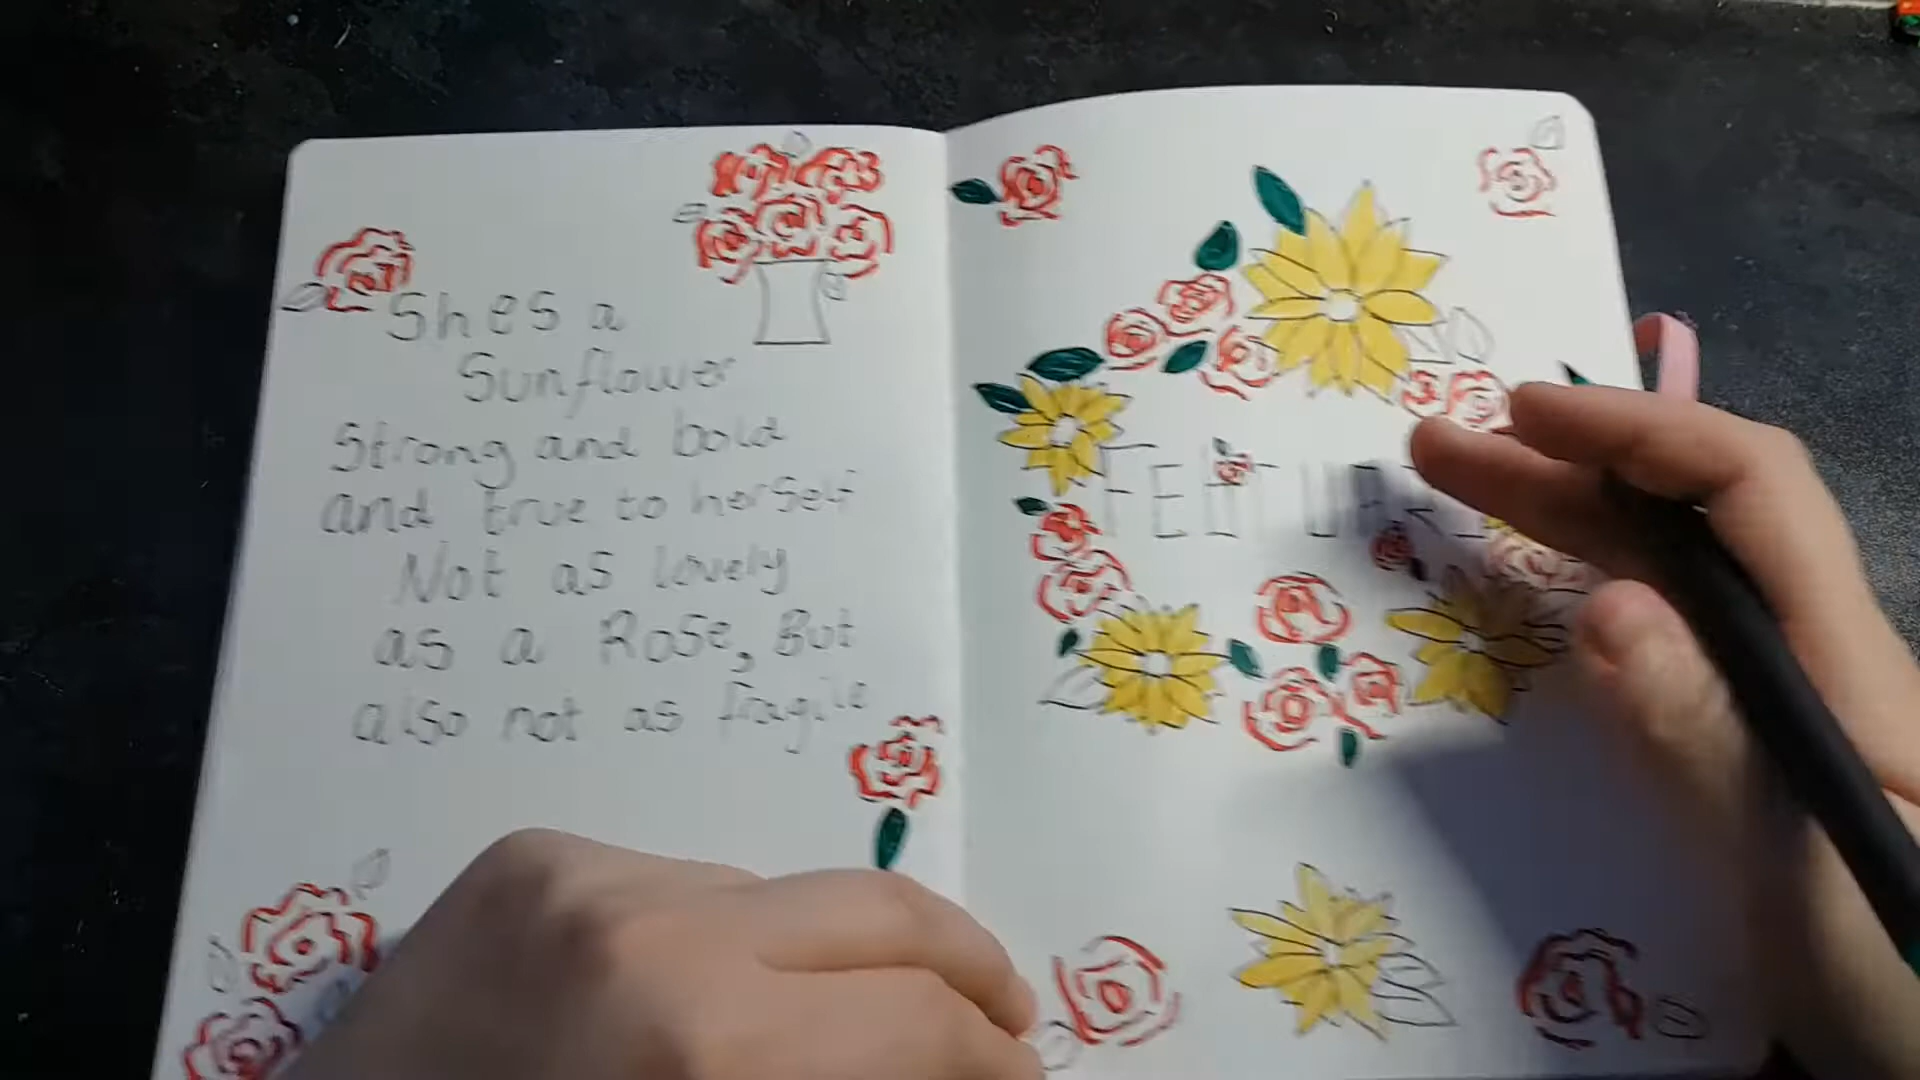 Shes a
Sunflower
Strong and bold
and true to herself
Not as lovely
as a Rose, But
also not as fragile